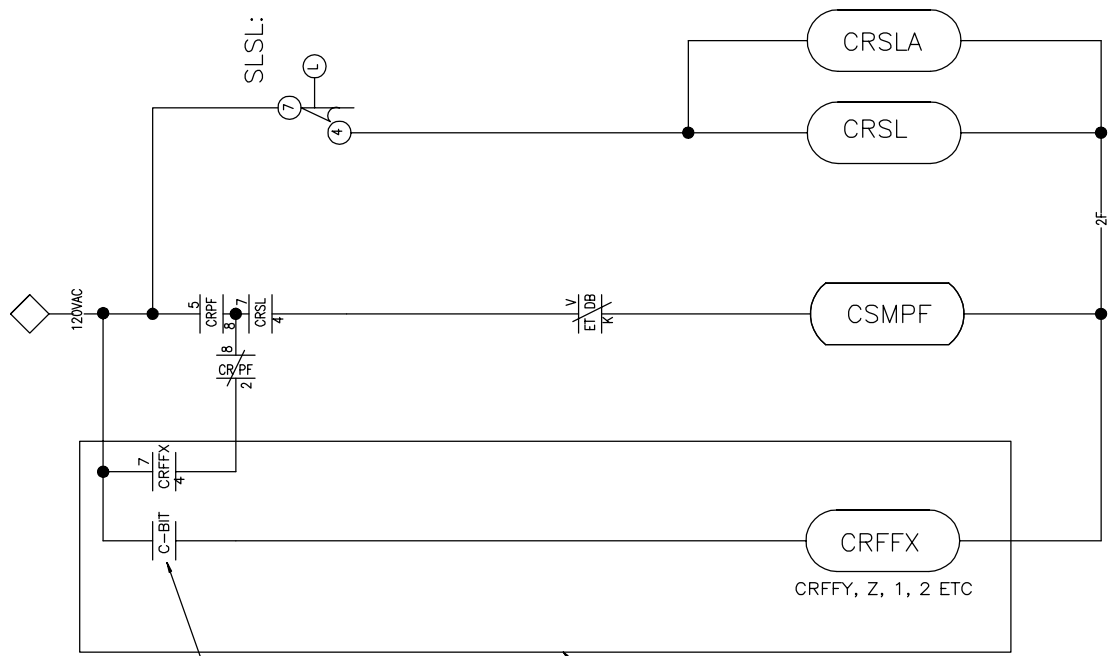 SLSL:
L
7
4
CRSLA
CRSL
2F
120VAC
5
CRPF
8
7
CRSL
4
V
ET DB
K
CSMPF
8
CR PF
2
7
CRFFX
4
C-BIT
CRFFX
CRFFY, Z, 1, 2 ETC